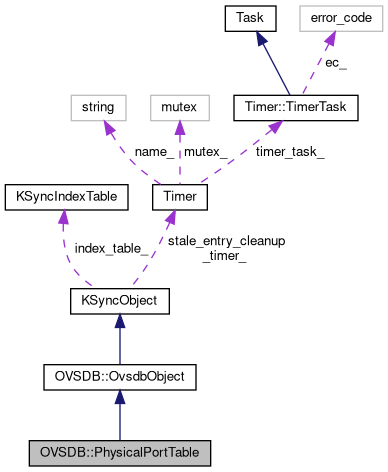 Task
error_code
ec_
Timer::TimerTask
string
mutex
name_
mutex_
timer_task_
KSyncIndexTable
Timer
index_table_
stale_entry_cleanup
_timer_
KSyncObject
OVSDB::OvsdbObject
OVSDB::PhysicalPortTable